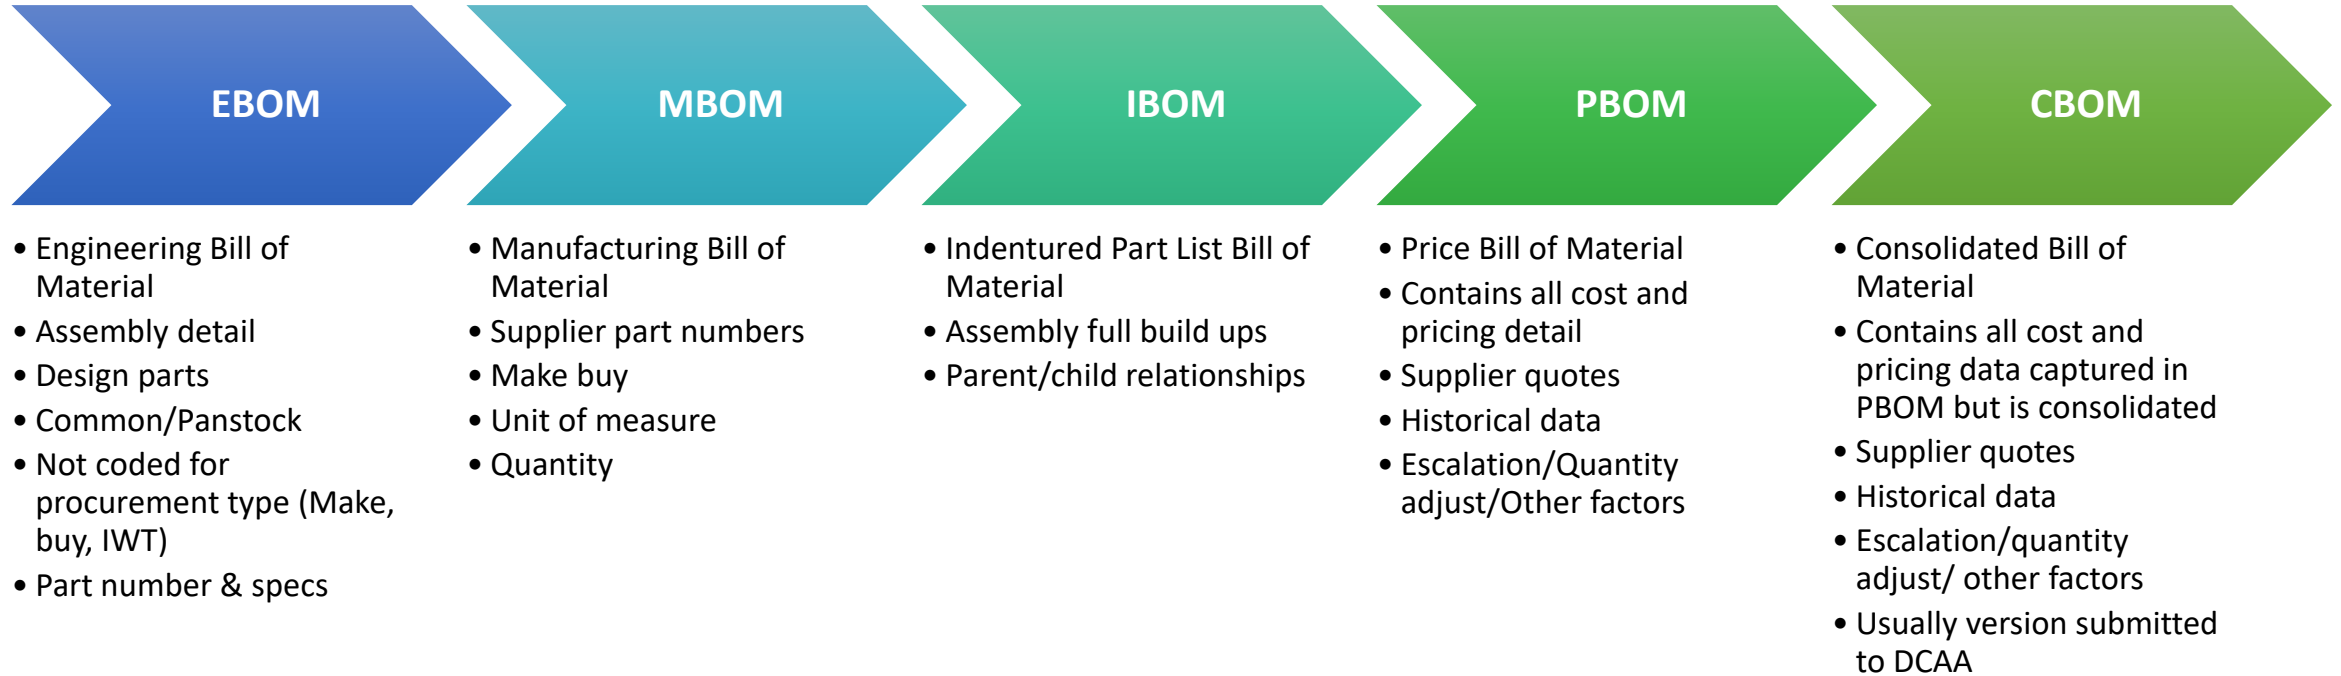 EBOM
• Engineering Bill of
Material
• Assembly detail
• Design parts
• Common/Panstock
• Not coded for
procurement type (Make,
buy, IWT)
• Part number & specs
MBOM
• Manufacturing Bill of
Material
• Supplier part numbers
• Make buy
• Unit of measure
• Quantity
IBOM
• Indentured Part List Bill of
Material
• Assembly full build ups
• Parent/child relationships
PBOM
• Price Bill of Material
• Contains all cost and
pricing detail
• Supplier quotes
• Historical data
• Escalation/Quantity
adjust/Other factors
CBOM
• Consolidated Bill of
Material
• Contains all cost and
pricing data captured in
PBOM but is consolidated
• Supplier quotes
• Historical data
• Escalation/quantity
adjust/ other factors
• Usually version submitted
to DCAA